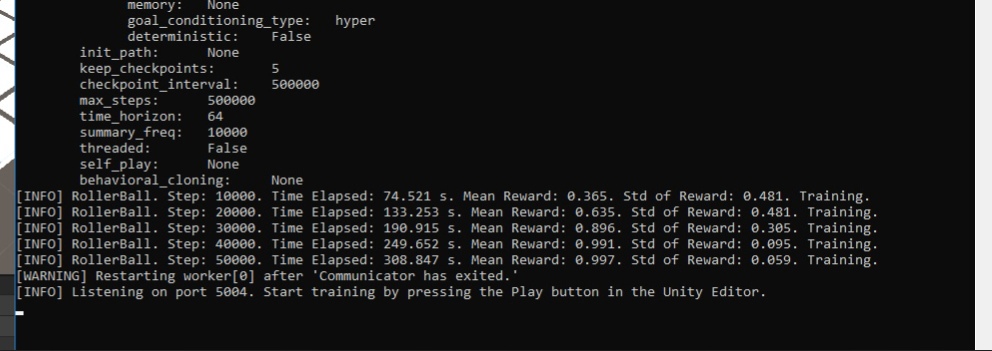 memory: None
goal_conditioning_type: hyper
deterministic: False
init_path: None
keep_checkpoints: 5
checkpoint_interval: 500000
max_steps: 500000
time_horizon: 64
summary_freq: 10000
threaded: False
self_play: None
behavioral_cloning: None
[INFO] RollerBall. Step: 10000. Time Elapsed: 74.521 s. Mean Reward: 0.365. Std of Reward: 0.481. Training.
[INFO] RollerBall. Step: 20000. Time Elapsed: 133.253 s. Mean Reward: 0.635. Std of Reward: 0.481. Training.
[INFO] RollerBall. Step: 30000. Time Elapsed: 190.915 s. Mean Reward: 0.896. Std of Reward: 0.305. Training.
[INFO] RollerBall. Step: 40000. Time Elapsed: 249.652 s. Mean Reward: 0.991. Std of Reward: 0.095. Training.
[INFO] RollerBall. Step: 50000. Time Elapsed: 308.847 s. Mean Reward: 0.997. Std of Reward: 0.059. Training.
[WARNING] Restarting worker[0] after 'Communicator has exited.'
[INFO] Listening on port 5004. Start training by pressing the Play button in the Unity Editor.